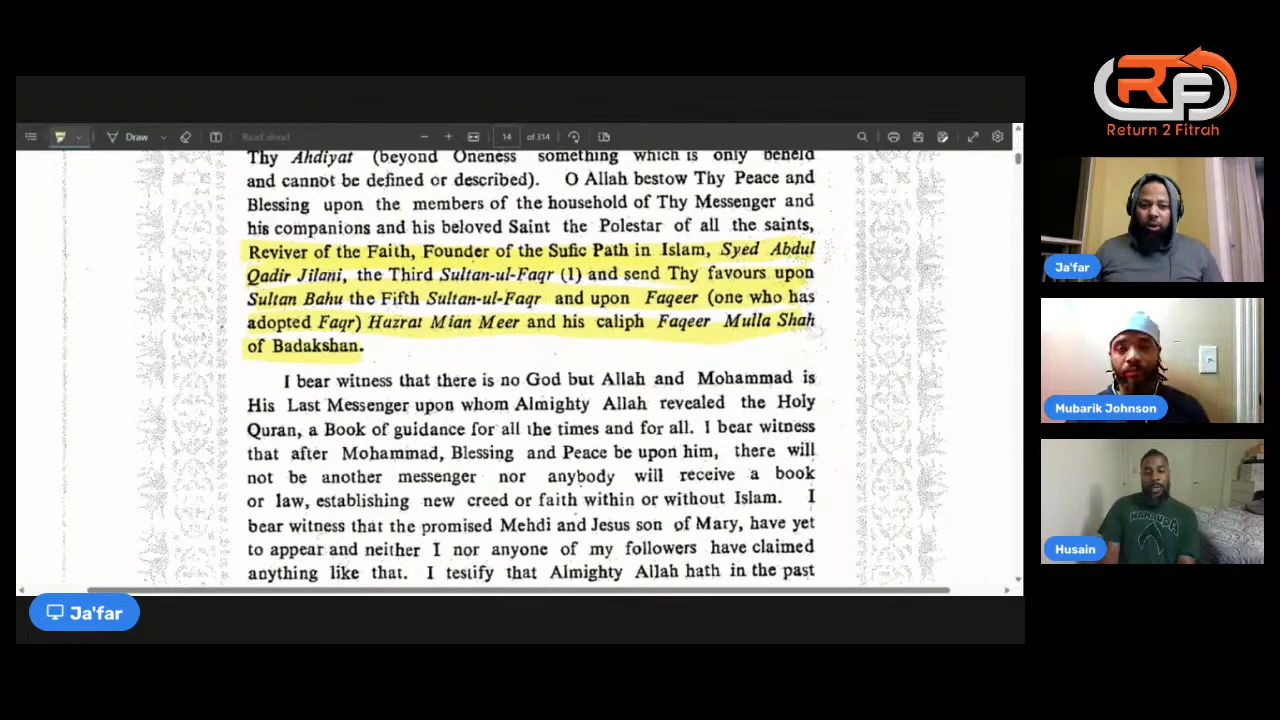 Draw
Read aloud
14
of 314
Thy Ahdiyat (beyond Oneness something which is only beheld
and cannot be defined or described). O Allah bestow Thy Peace and
Blessing upon the members of the household of Thy Messenger and
his companions and his beloved Saint the Polestar of all the saints,
Reviver of the Faith, Founder of the Sufic Path in Islam, Syed Abdul
Qadir Jilani, the Third Sultan-ul-Faqr (1) and send Thy favours upon
Sultan Bahu the Fifth Sultan-ul-Faqr and upon Faqeer (one who has
adopted Faqr) Hazrat Mian Meer and his caliph Faqeer Mulla Shah
of Badakshan.
I bear witness that there is no God but Allah and Mohammad is
His Last Messenger upon whom Almighty Allah revealed the Holy
Quran, a Book of guidance for all the times and for all. I bear witness
that after Mohammad, Blessing and Peace be upon him, there will
not be another messenger nor anybody will receive a book
or law, establishing new creed or faith within or without Islam. I
bear witness that the promised Mehdi and Jesus son of Mary, have yet
to appear and neither I nor anyone of my followers have claimed
anything like that. I testify that Almighty Allah hath in the past
Ja'far
RF
Return 2 Fitrah
Ja'far
Mubarik Johnson
Husain